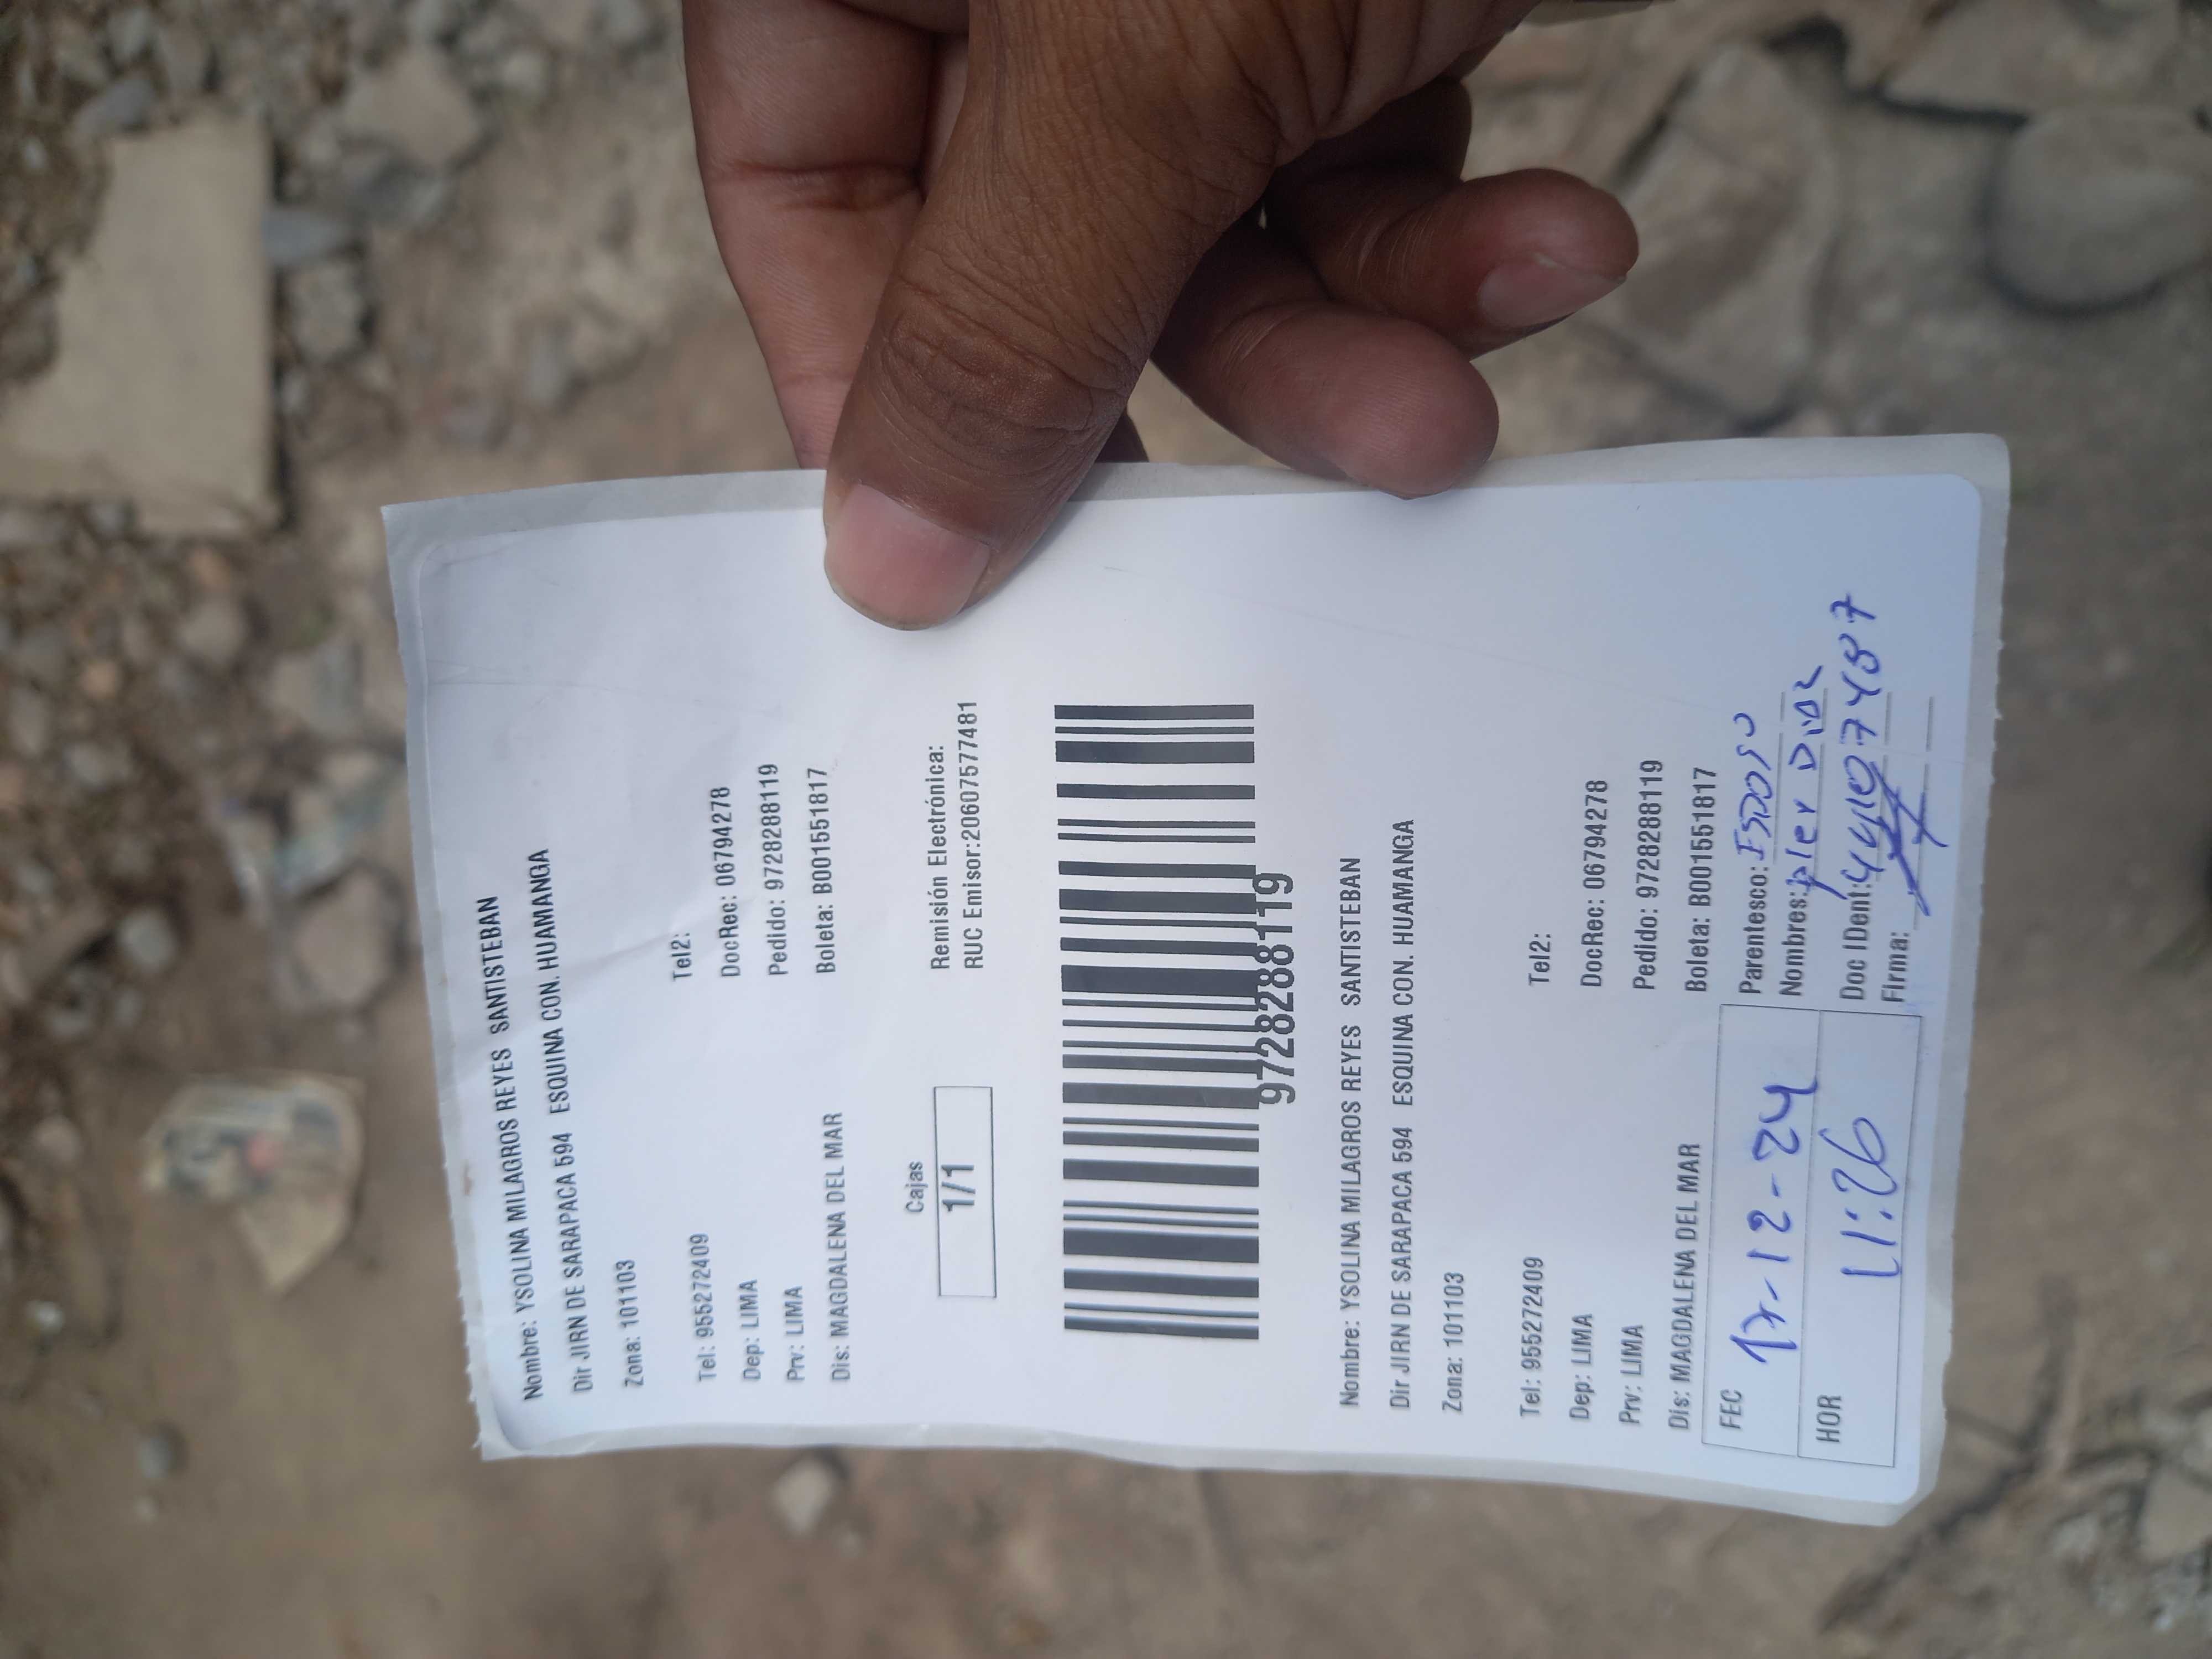 Nombre: YSOLINA MILAGROS REYES SANTISTEBAN
Dir JIRN DE SARAPACA 594 ESQUINA CON. HUAMANGA
Zona: 101103
Tel: 955272409 Tel2:
Dep: LIMA DocRec: 06794278
Prv: LIMA Pedido: 9728288119
Dis: MAGDALENA DEL MAR Boleta: B001551817
Cajas Remisión Electrónica:
1/1 RUC Emisor:20607577481
9728288119
Nombre: YSOLINA MILAGROS REYES SANTISTEBAN
Dir JIRN DE SARAPACA 594 ESQUINA CON. HUAMANGA
Zona: 101103
Tel: 955272409 Tel2:
Dep: LIMA DocRec: 06794278
Prv: LIMA Pedido: 9728288119
Dis: MAGDALENA DEL MAR Boleta: B001551817
FEC -12-24 Parentesco: Esposo
Nombres: Diaz
HOR 11:26 Doc IDent:
Firma: